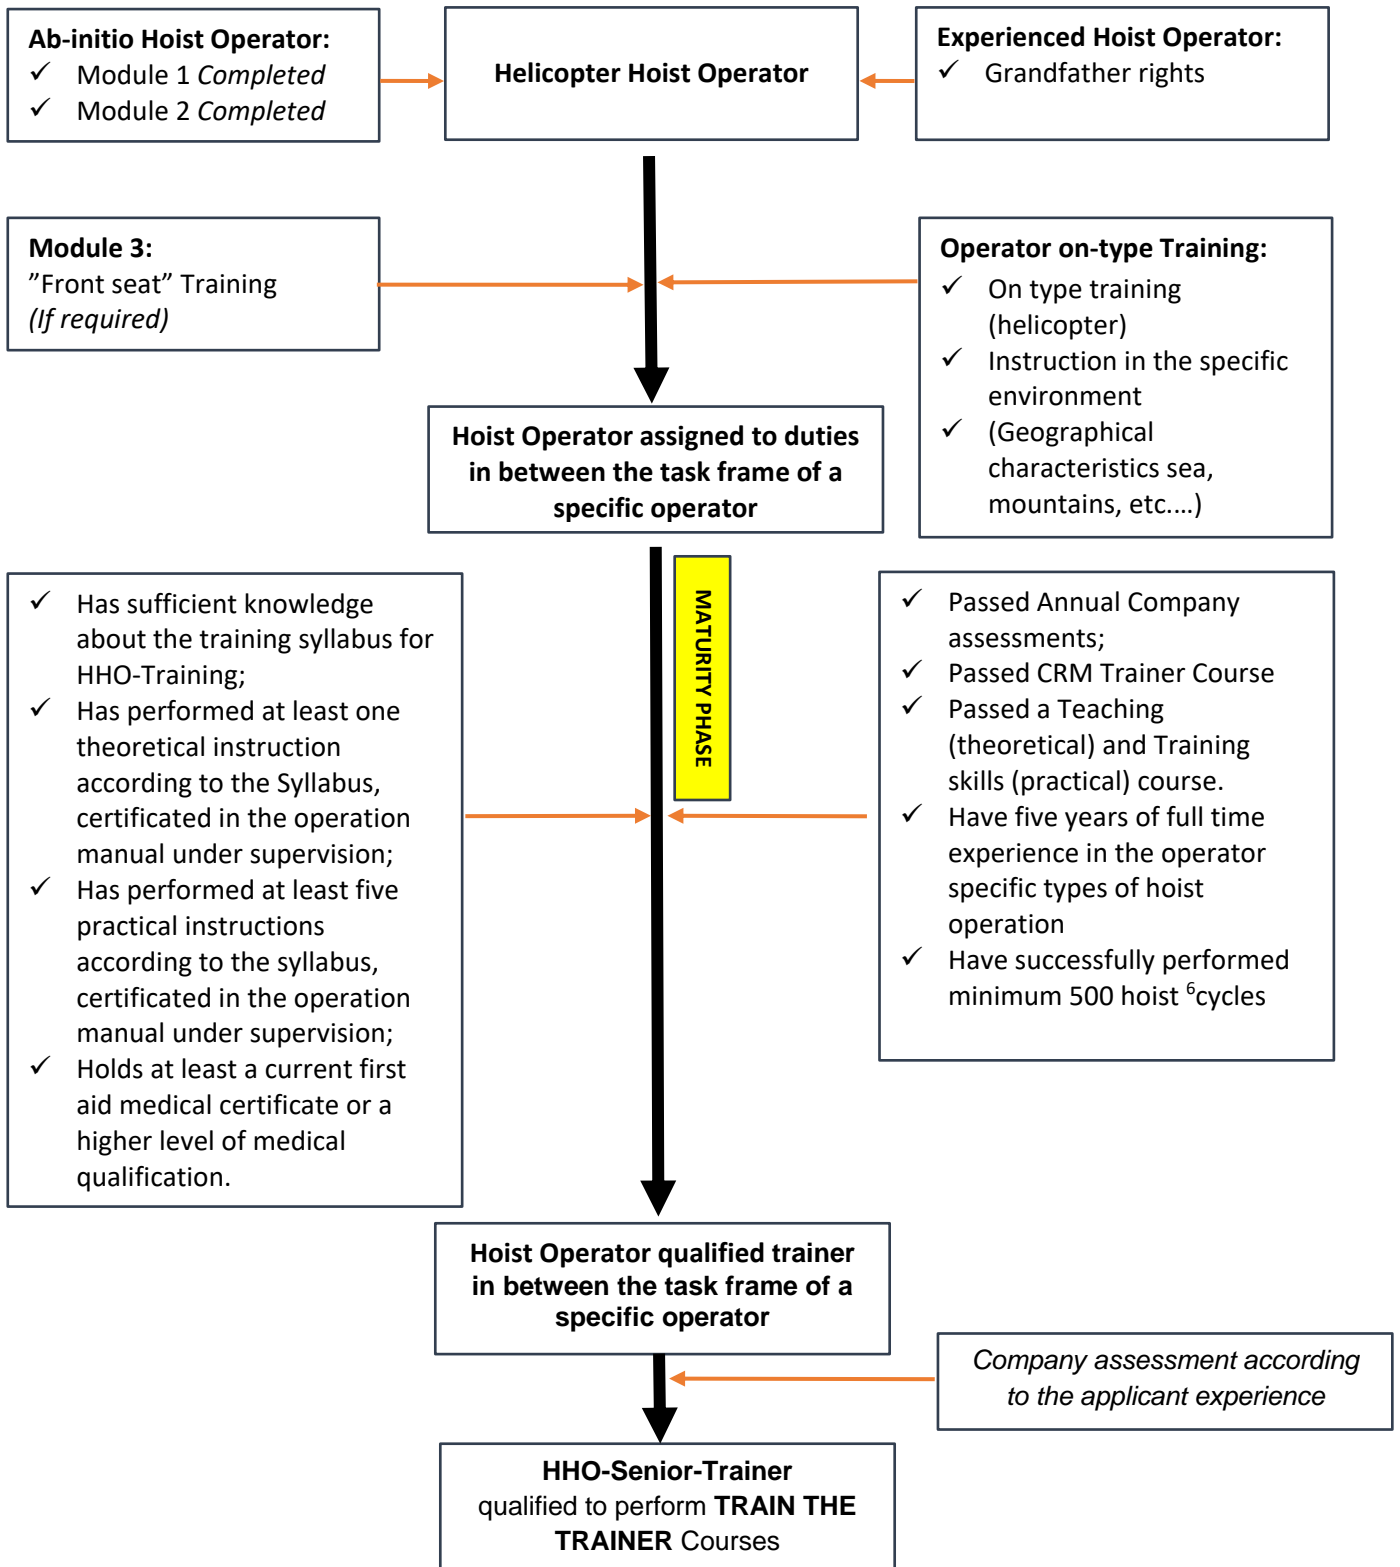 Ab-initio Hoist Operator:
✓ Module 1 Completed
✓ Module 2 Completed
Helicopter Hoist Operator
Experienced Hoist Operator:
✓ Grandfather rights
Module 3:
”Front seat” Training
(If required)
Operator on-type Training:
✓ On type training
(helicopter)
✓ Instruction in the specific
environment
✓ (Geographical
characteristics sea,
mountains, etc.…)
Hoist Operator assigned to duties
in between the task frame of a
specific operator
MATURITY PHASE
✓ Has sufficient knowledge
about the training syllabus for
HHO-Training;
✓ Has performed at least one
theoretical instruction
according to the Syllabus,
certificated in the operation
manual under supervision;
✓ Has performed at least five
practical instructions
according to the syllabus,
certificated in the operation
manual under supervision;
✓ Holds at least a current first
aid medical certificate or a
higher level of medical
qualification.
✓ Passed Annual Company
assessments;
✓ Passed CRM Trainer Course
✓ Passed a Teaching
(theoretical) and Training
skills (practical) course.
✓ Have five years of full time
experience in the operator
specific types of hoist
operation
✓ Have successfully performed
minimum 500 hoist ⁶cycles
Hoist Operator qualified trainer
in between the task frame of a
specific operator
Company assessment according
to the applicant experience
HHO-Senior-Trainer
qualified to perform TRAIN THE
TRAINER Courses